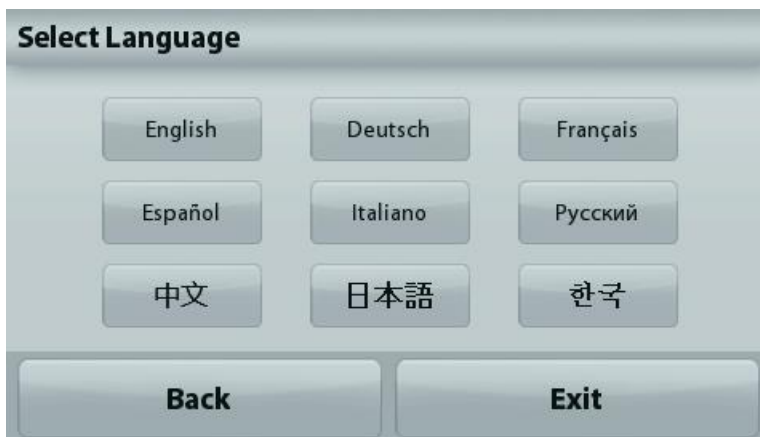 Select Language
English Deutsch Français
Español Italiano Русский
中文 日本語 한국
Back Exit